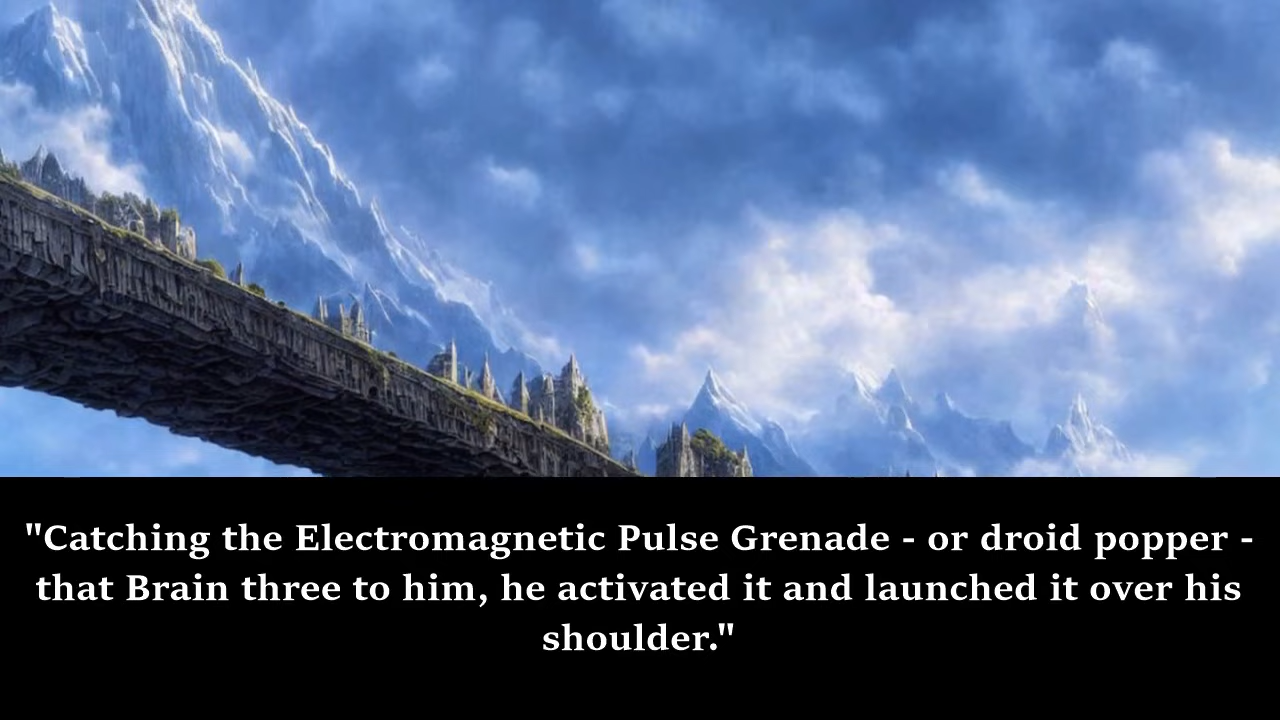 "Catching the Electromagnetic Pulse Grenade - or droid popper -
that Brain three to him, he activated it and launched it over his
shoulder."